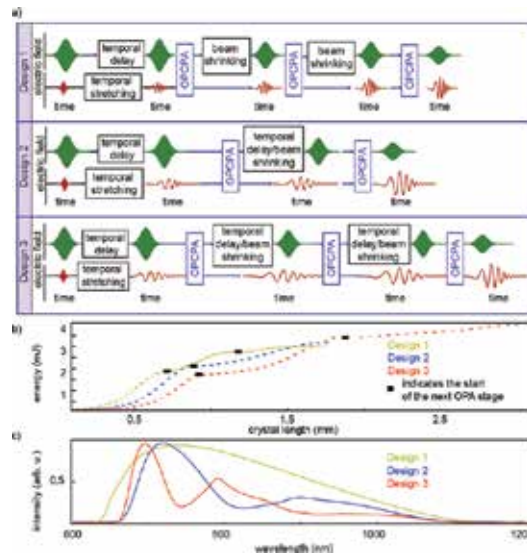 a)
Design 1
electric field
temporal delay
OPCPA
beam shrinking
OPCPA
beam shrinking
OPCPA
temporal stretching
time
time
time
time
time
Design 2
electric field
temporal delay
OPCPA
temporal delay/beam shrinking
OPCPA
temporal stretching
time
time
time
time
Design 3
electric field
temporal delay
OPCPA
temporal delay/beam shrinking
OPCPA
temporal delay/beam shrinking
OPCPA
temporal stretching
time
time
time
time
time
b)
energy (mJ)
4
3
2
1
Design 1
Design 2
Design 3
indicates the start
of the next OPA stage
0.5
1.5
2.5
crystal length (mm)
c)
intensity (arb. u.)
0.5
Design 1
Design 2
Design 3
600
800
1000
wavelength (nm)